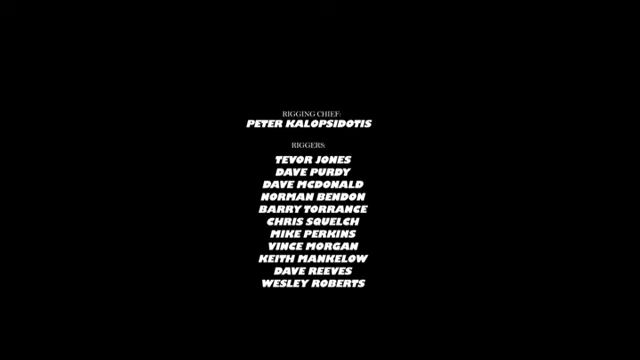 RIGGING CHIEF:
PETER KALOPSIDOTIS
RIGGERS:
TEVOR JONES
DAVE PURDY
DAVE MCDONALD
NORMAN BENDON
BARRY TORRANCE
CHRIS SQUELCH
MIKE PERKINS
VINCE MORGAN
KEITH MANKELOW
DAVE REEVES
WESLEY ROBERTS